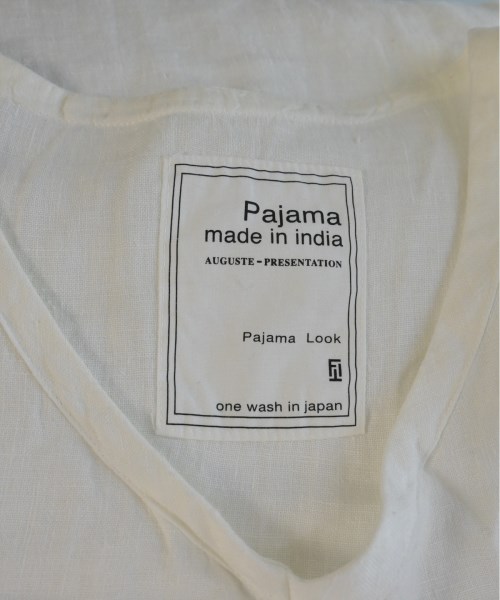 Pajama
made in india
AUGUSTE-PRESENTATION
Pajama Look
one wash in japan